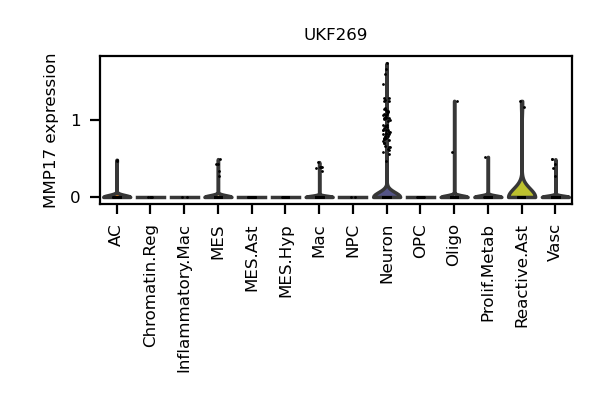 UKF269
MMP17 expression
1
0
AC
Chromatin.Reg
Inflammatory.Mac
MES
MES.Ast
MES.Hyp
Mac
NPC
Neuron
OPC
Oligo
Prolif.Metab
Reactive.Ast
Vasc